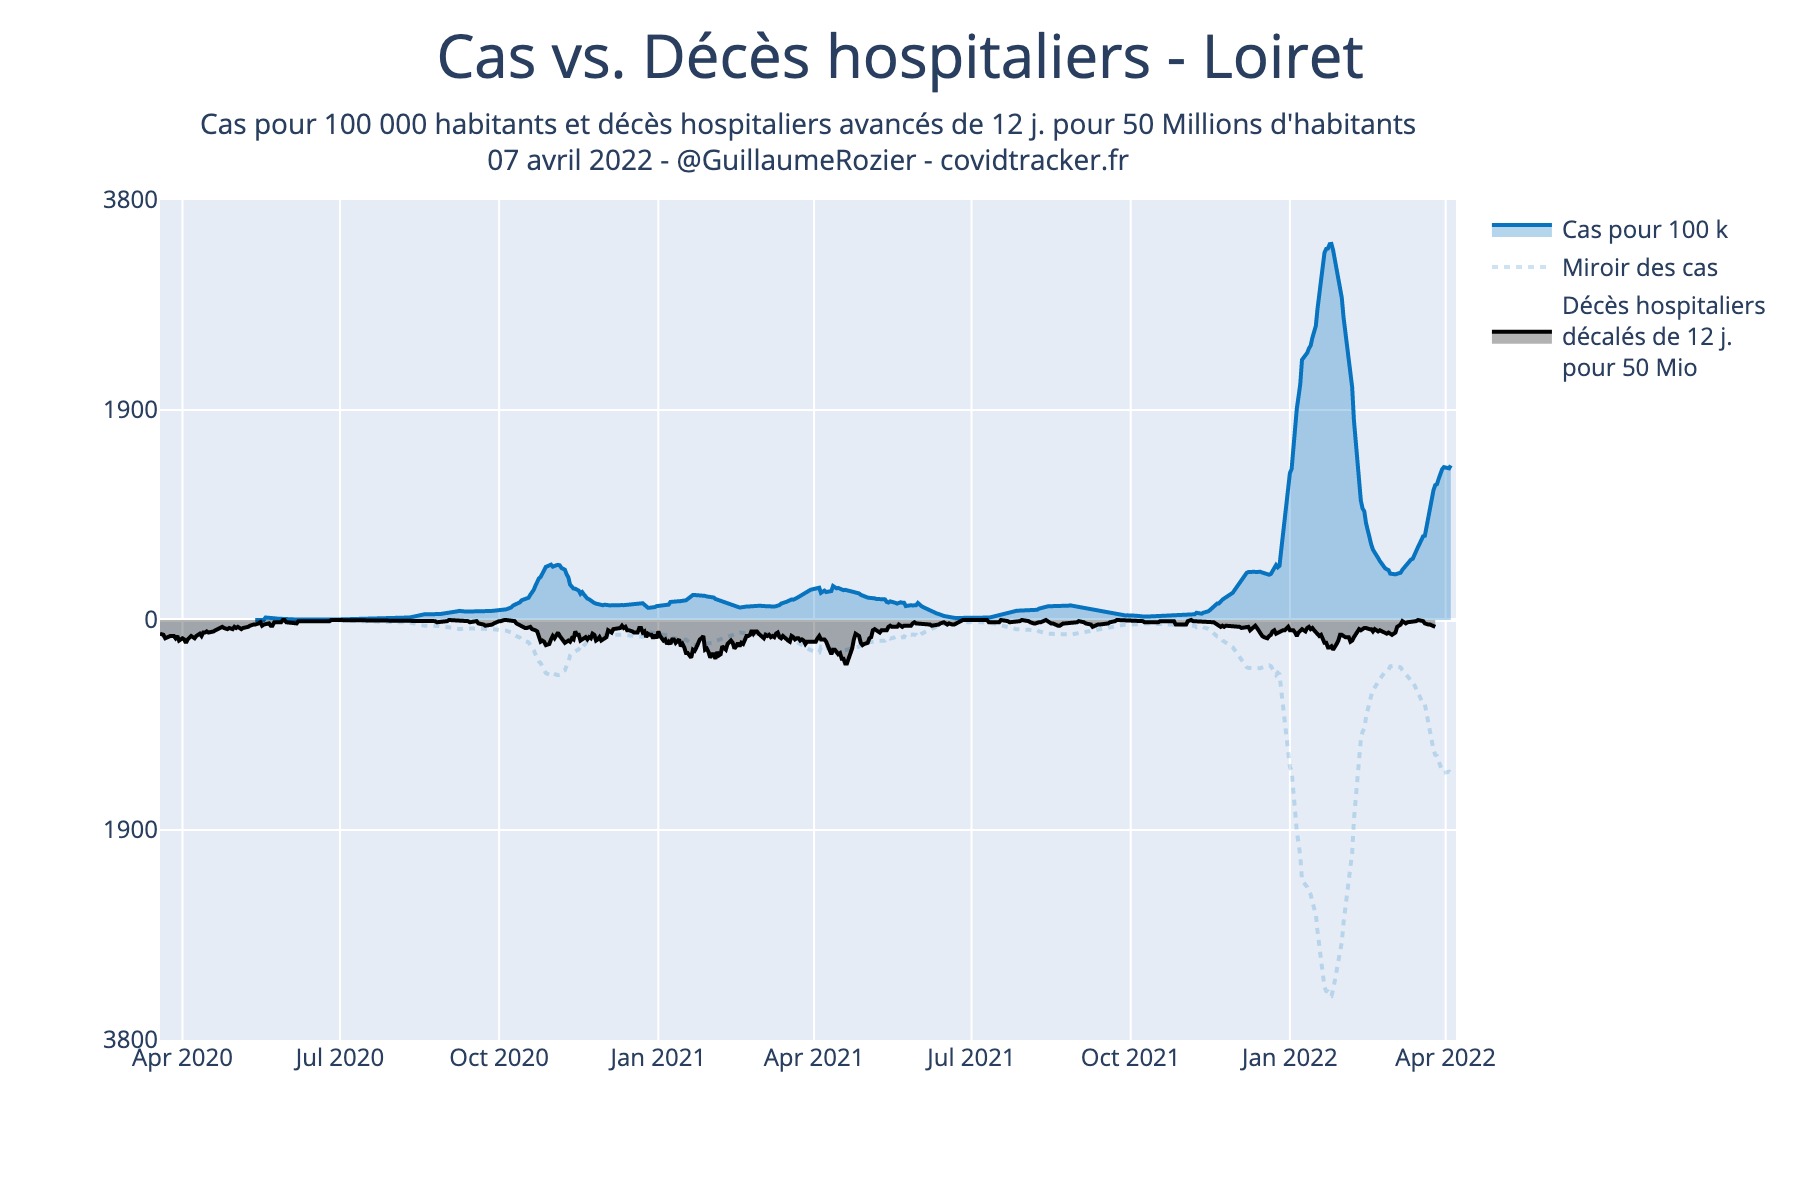 Cas vs. Décès hospitaliers - Loiret
Cas pour 100 000 habitants et décès hospitaliers avancés de 12 j. pour 50 Millions d'habitants
07 avril 2022 - @GuillaumeRozier - covidtracker.fr
3800
1900
0
1900
3800
Apr 2020
Jul 2020
Oct 2020
Jan 2021
Apr 2021
Jul 2021
Oct 2021
Jan 2022
Apr 2022
Cas pour 100 k
Miroir des cas
Décès hospitaliers
décalés de 12 j.
pour 50 Mio